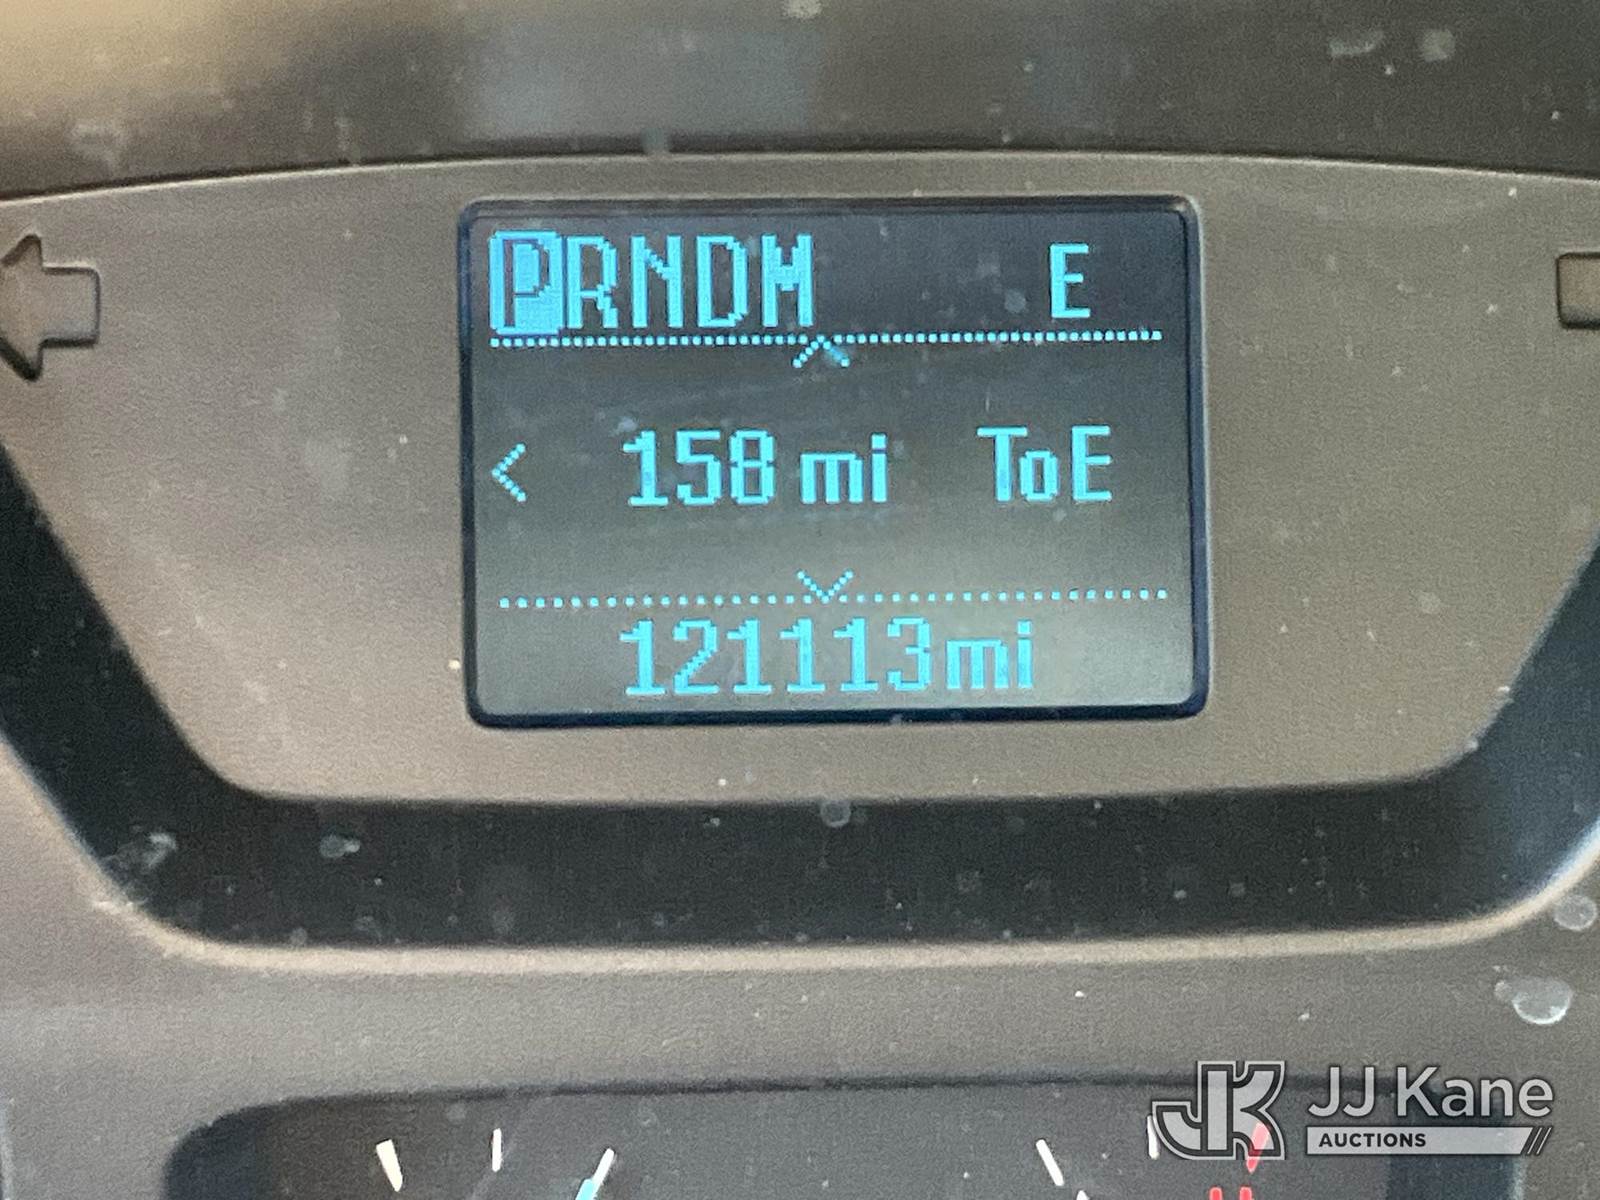 PRNDM E
< 158 mi ToE
121113mi
JJ Kane
AUCTIONS